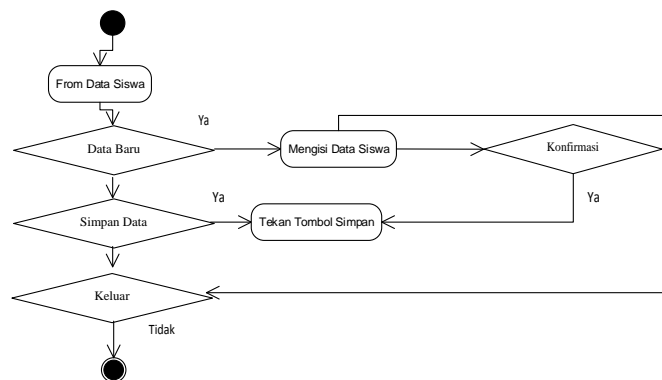 From Data Siswa
Ya
Data Baru
Mengisi Data Siswa
Konfirmasi
Ya
Ya
Simpan Data
Tekan Tombol Simpan
Keluar
Tidak